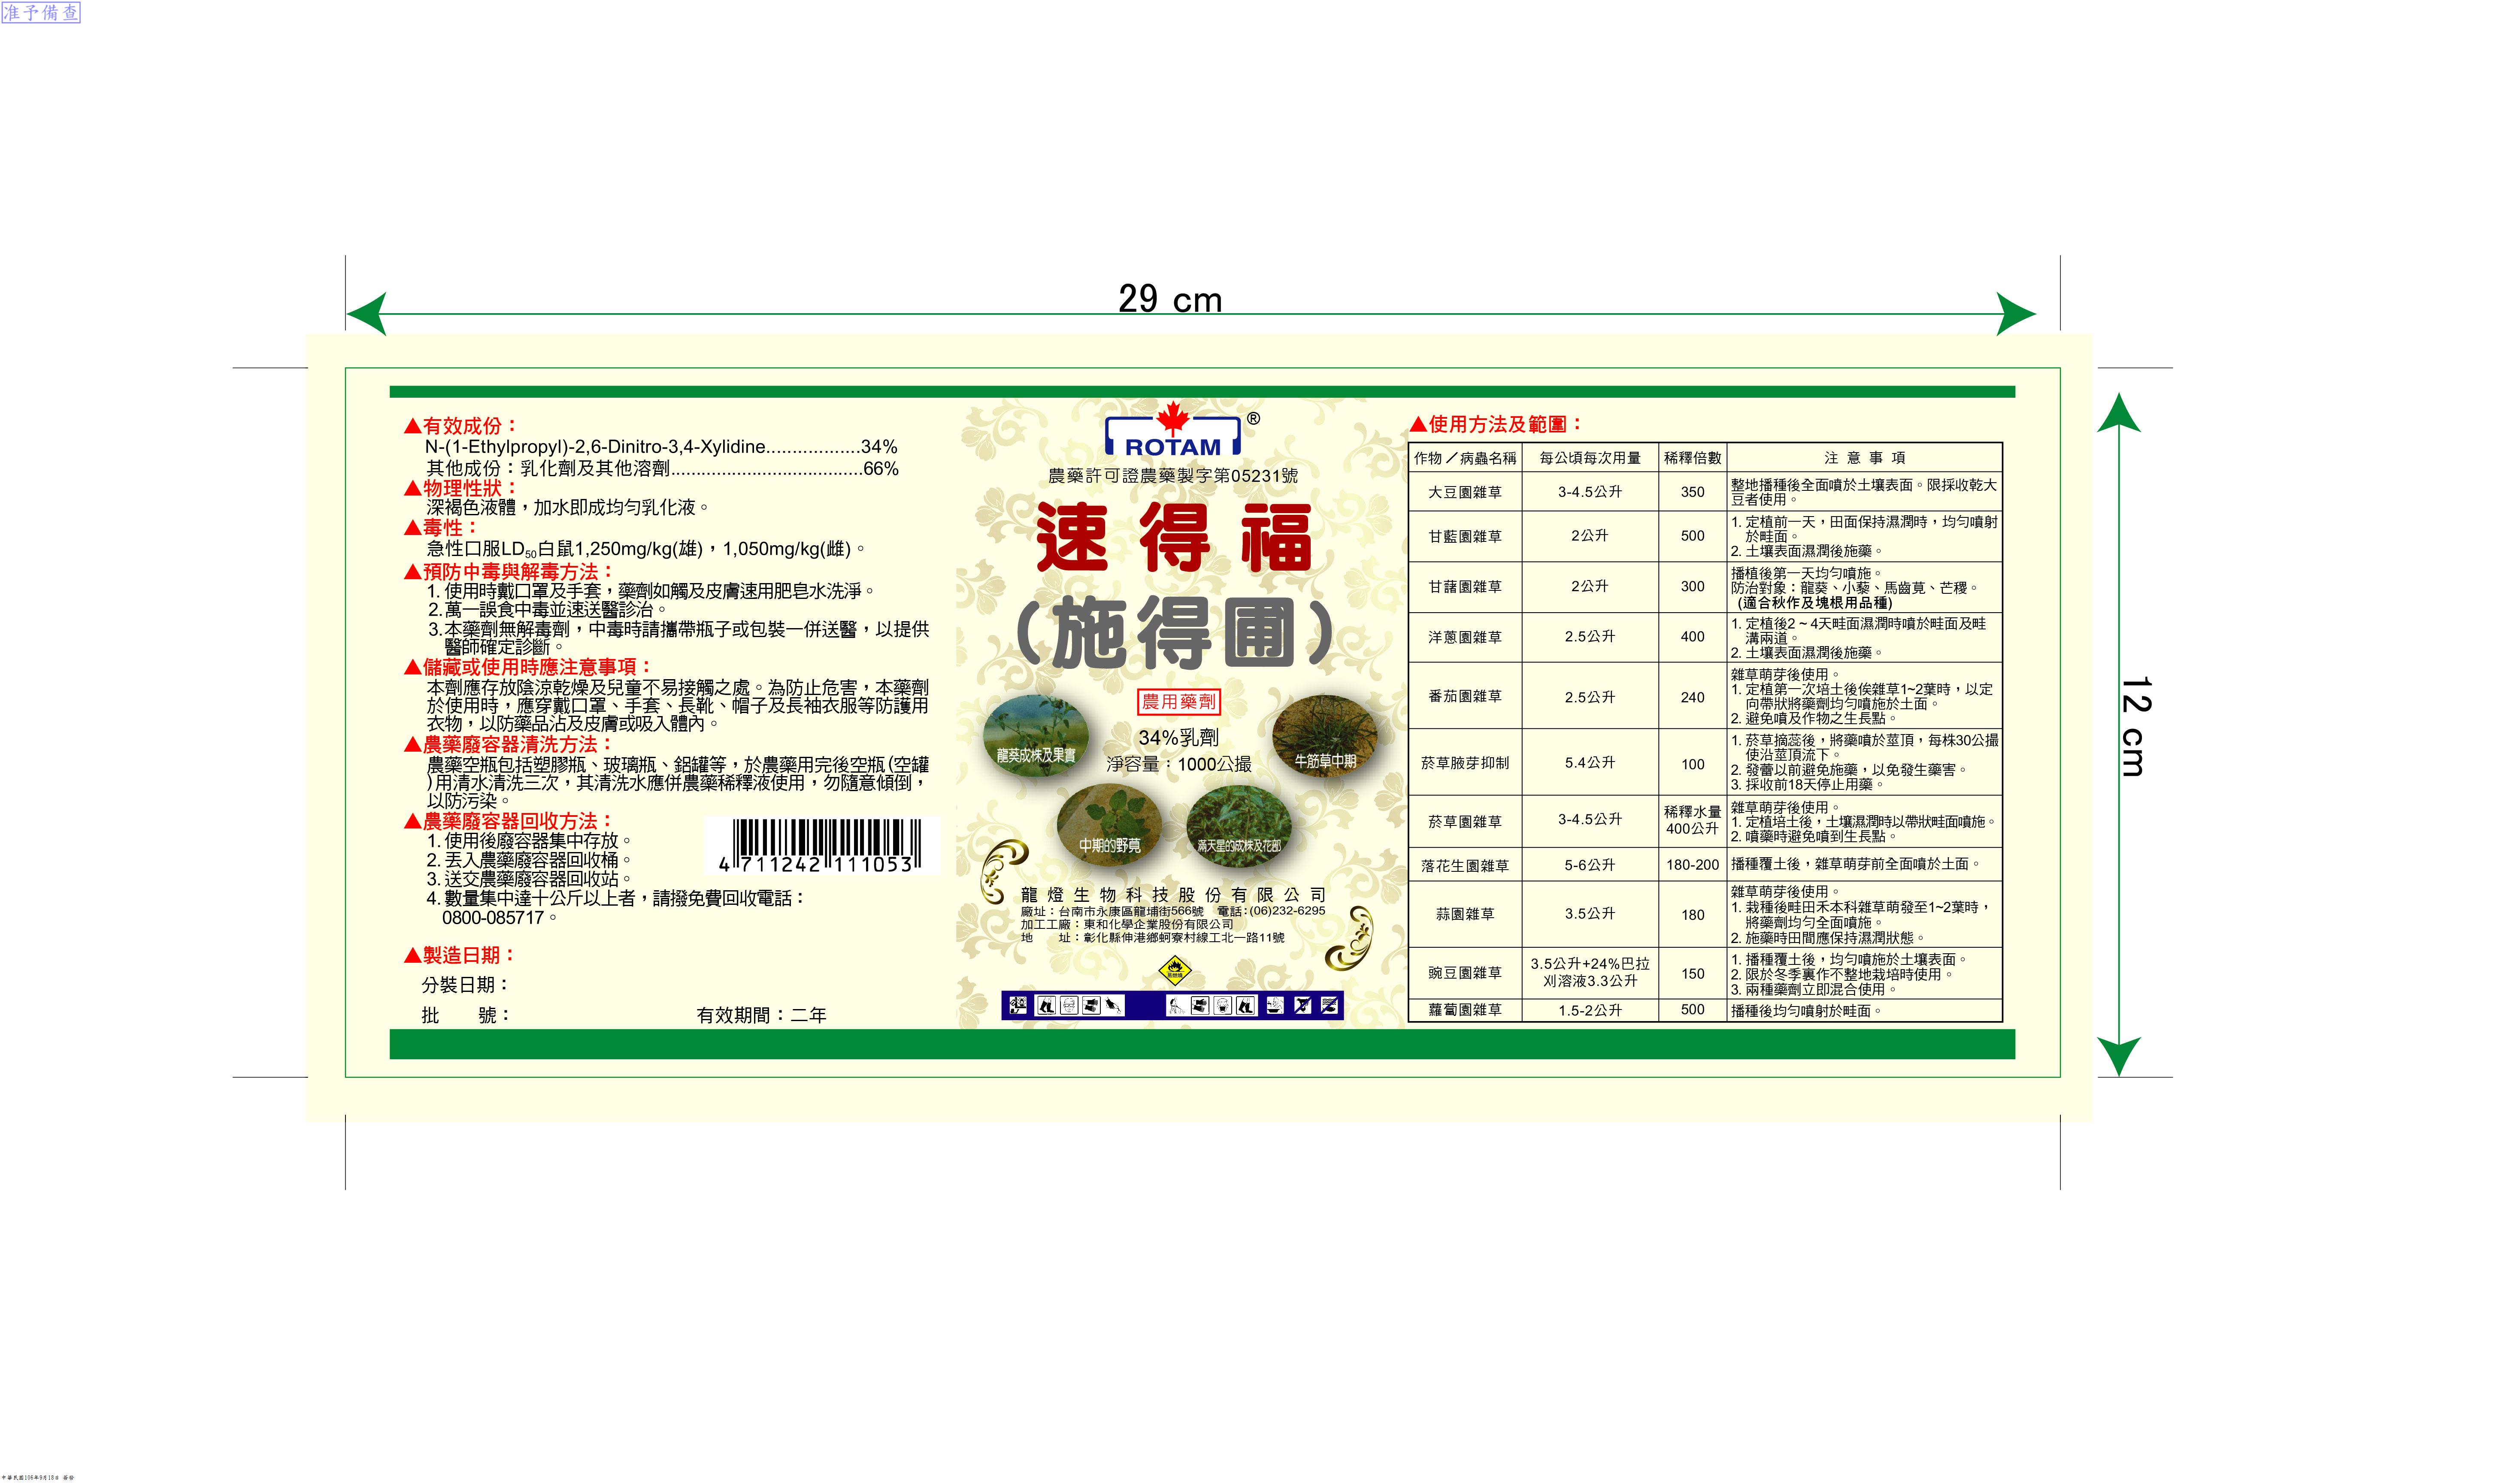 准予備查
29 cm
12 cm
▲有效成份：
N-(1-Ethylpropyl)-2,6-Dinitro-3,4-Xylidine..................34%
其他成份：乳化劑及其他溶劑....................................66%
▲物理性狀：
深褐色液體，加水即成均勻乳化液。
▲毒性：
急性口服LD50白鼠1,250mg/kg(雄)，1,050mg/kg(雌)。
▲預防中毒與解毒方法：
1. 使用時戴口罩及手套，藥劑如觸及皮膚速用肥皂水洗淨。
2. 萬一誤食中毒並速送醫診治。
3. 本藥劑無解毒劑，中毒時請攜帶瓶子或包裝一併送醫，以提供
醫師確定診斷。
▲儲藏或使用時應注意事項：
本劑應存放陰涼乾燥及兒童不易接觸之處。為防止危害，本藥劑
於使用時，應穿戴口罩、手套、長靴、帽子及長袖衣服等防護用
衣物，以防藥品沾及皮膚或吸入體內。
▲農藥廢容器清洗方法：
農藥空瓶包括塑膠瓶、玻璃瓶、鋁罐等，於農藥用完後空瓶(空罐
)用清水清洗三次，其清洗水應併農藥稀釋液使用，勿隨意傾倒，
以防污染。
▲農藥廢容器回收方法：
1. 使用後廢容器集中存放。
2. 丟入農藥廢容器回收桶。
3. 送交農藥廢容器回收站。
4. 數量集中達十公斤以上者，請撥免費回收電話：
0800-085717。
4 711242 111053
▲製造日期：
分裝日期：
批　　號：
有效期間：二年
ROTAM ®
農藥許可證農藥製字第05231號
速得福
(施得圃)
農用藥劑
34%乳劑
淨容量：1000公撮
龍葵成株及果實
牛筋草中期
中期的野莧
滿天星的成株及花部
龍燈生物科技股份有限公司
廠址：台南市永康區龍埔街566號　電話：(06)232-6295
加工工廠：東和化學企業股份有限公司
地　　址：彰化縣伸港鄉蚵寮村線工北一路11號
易燃
▲使用方法及範圍：
作物／病蟲名稱　每公頃每次用量　稀釋倍數　注意事項
大豆園雜草　3-4.5公升　350　整地播種後全面噴於土壤表面。限採收乾大
豆者使用。
甘藍園雜草　2公升　500　1. 定植前一天，田面保持濕潤時，均勻噴射
於畦面。
2. 土壤表面濕潤後施藥。
甘藷園雜草　2公升　300　播植後第一天均勻噴施。
防治對象：龍葵、小藜、馬齒莧、芒稷。
(適合秋作及塊根用品種)
洋蔥園雜草　2.5公升　400　1. 定植後2 ~ 4天畦面濕潤時噴於畦面及畦
溝兩道。
2. 土壤表面濕潤後施藥。
番茄園雜草　2.5公升　240　雜草萌芽後使用。
1. 定植第一次培土後俟雜草1~2葉時，以定
向帶狀將藥劑均勻噴施於土面。
2. 避免噴及作物之生長點。
菸草腋芽抑制　5.4公升　100　1. 菸草摘蕊後，將藥噴於莖頂，每株30公撮
使沿莖頂流下。
2. 發蕾以前避免施藥，以免發生藥害。
3. 採收前18天停止用藥。
菸草園雜草　3-4.5公升　稀釋水量400公升　雜草萌芽後使用。
1. 定植培土後，土壤濕潤時以帶狀畦面噴施。
2. 噴藥時避免噴到生長點。
落花生園雜草　5-6公升　180-200　播種覆土後，雜草萌芽前全面噴於土面。
蒜園雜草　3.5公升　180　雜草萌芽後使用。
1. 栽種後畦田禾本科雜草萌發至1~2葉時，
將藥劑均勻全面噴施。
2. 施藥時田間應保持濕潤狀態。
豌豆園雜草　3.5公升+24%巴拉刈溶液3.3公升　150　1. 播種覆土後，均勻噴施於土壤表面。
2. 限於冬季裏作不整地栽培時使用。
3. 兩種藥劑立即混合使用。
蘿蔔園雜草　1.5-2公升　500　播種後均勻噴射於畦面。